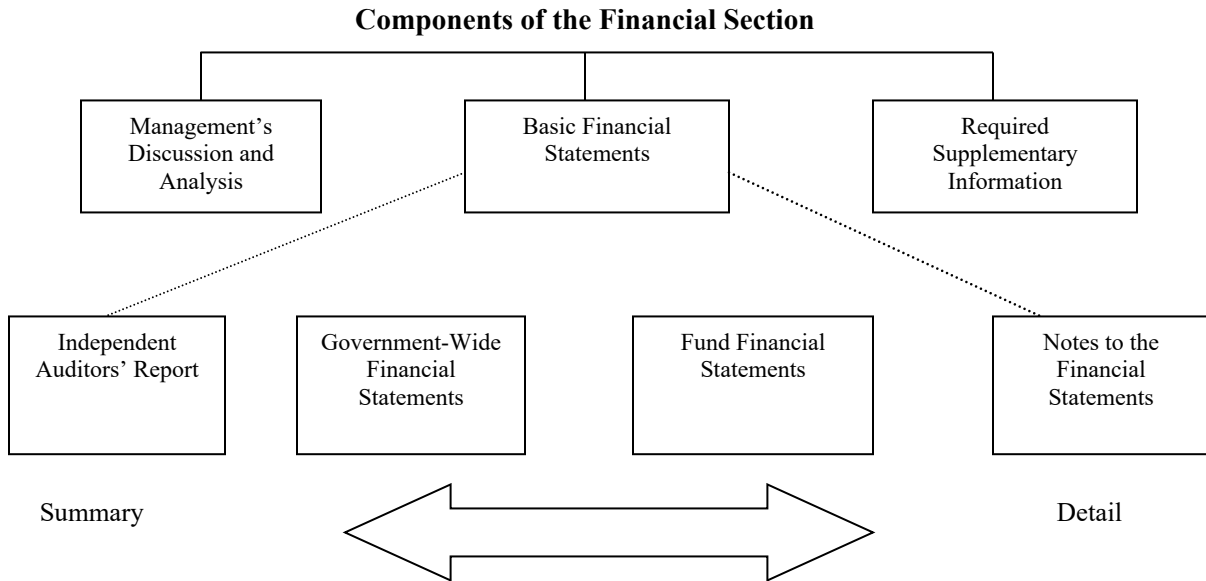 Components of the Financial Section
Management’s
Discussion and
Analysis
Basic Financial
Statements
Required
Supplementary
Information
Independent
Auditors’ Report
Government-Wide
Financial
Statements
Fund Financial
Statements
Notes to the
Financial
Statements
Summary
Detail